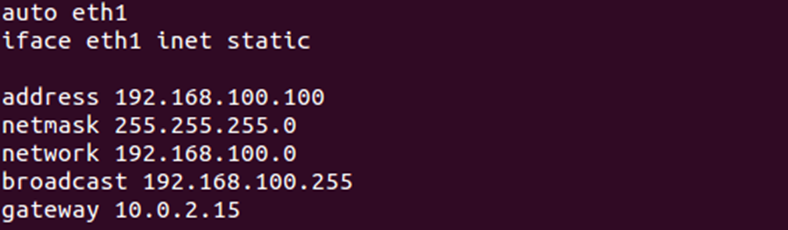 auto eth1
iface eth1 inet static
address 192.168.100.100
netmask 255.255.255.0
network 192.168.100.0
broadcast 192.168.100.255
gateway 10.0.2.15